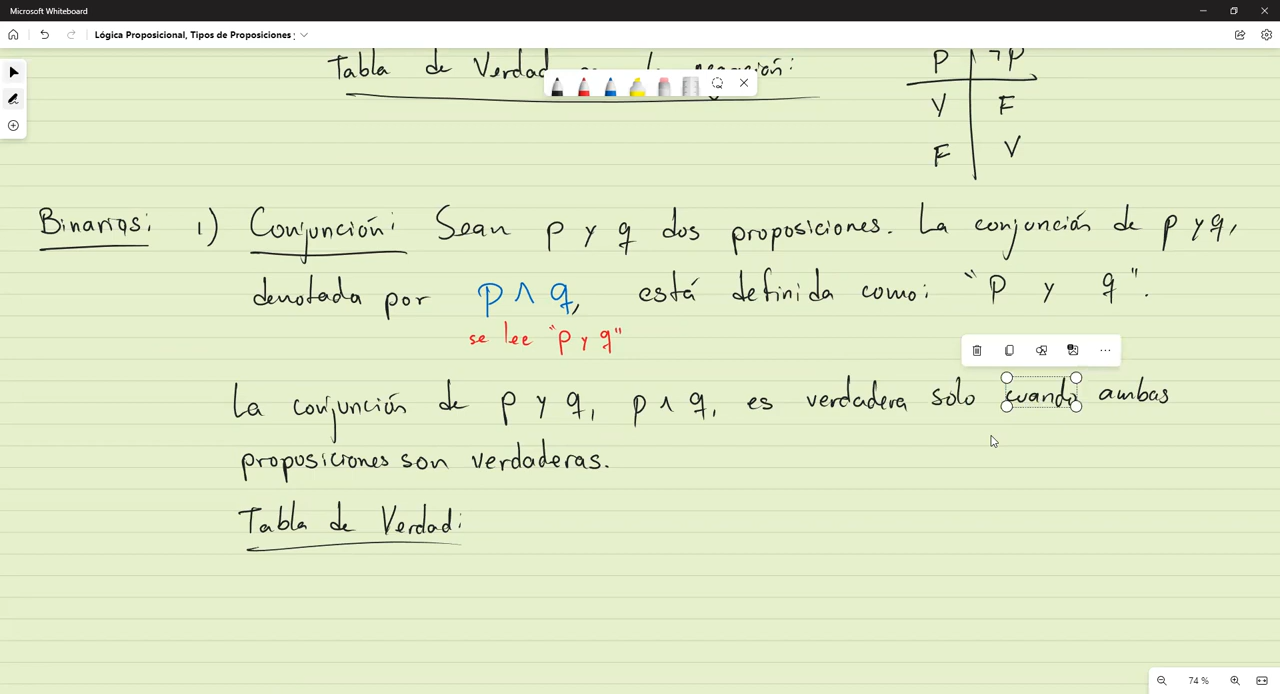 Microsoft Whiteboard
Lógica Proposicional, Tipos de Proposiciones
Tabla de Verdad negación:
P ¬P
V F
F V
Binarios: 1) Conjunción: Sean p y q dos proposiciones. La conjunción de p y q,
denotada por p ∧ q, está definida como: "p y q".
se lee "p y q"
La conjunción de p y q, p ∧ q, es verdadera solo cuando ambas
proposiciones son verdaderas.
Tabla de Verdad:
74 %